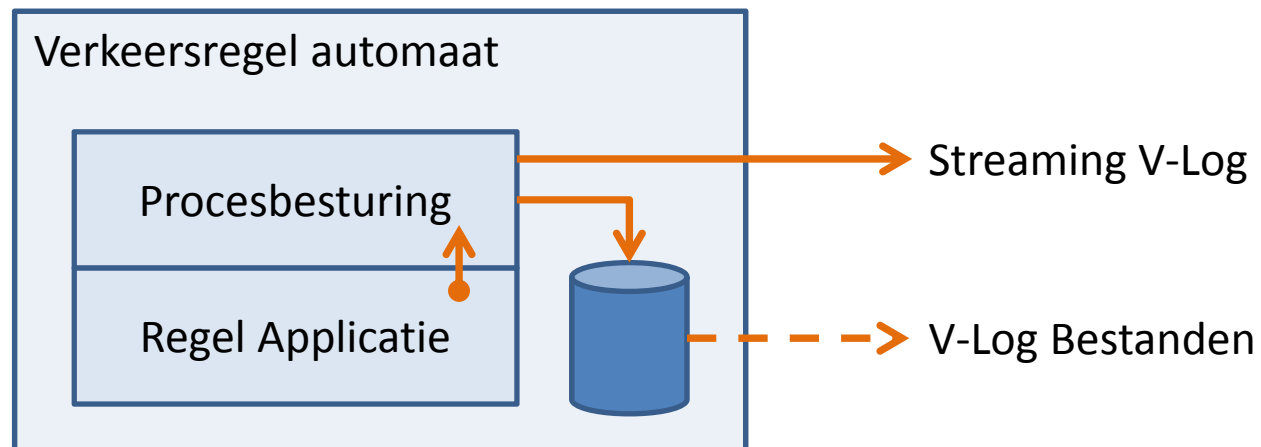 Verkeersregel automaat
Procesbesturing
Streaming V-Log
Regel Applicatie
V-Log Bestanden